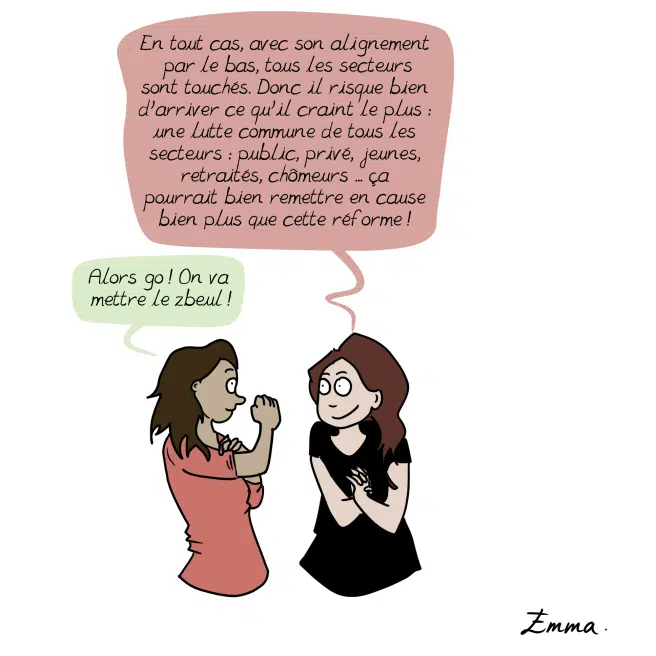 En tout cas, avec son alignement
par le bas, tous les secteurs
sont touchés. Donc il risque bien
d'arriver ce qu'il craint le plus :
une lutte commune de tous les
secteurs : public, privé, jeunes,
retraités, chômeurs ... ça
pourrait bien remettre en cause
bien plus que cette réforme !
Alors go ! On va
mettre le zbeul !
Emma.